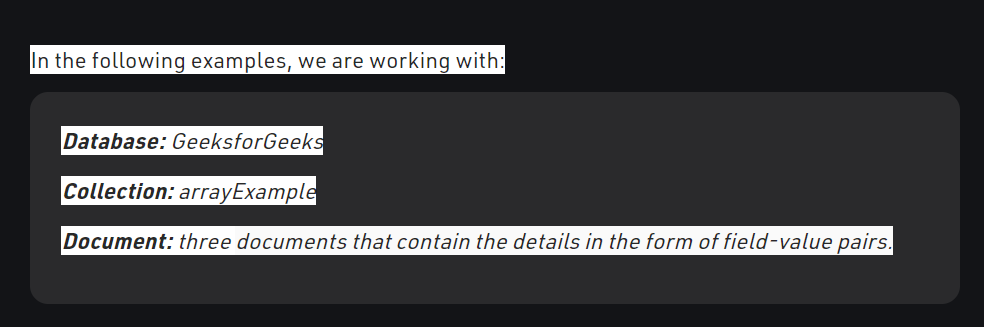 In the following examples, we are working with:
Database: GeeksforGeeks
Collection: arrayExample
Document: three documents that contain the details in the form of field-value pairs.